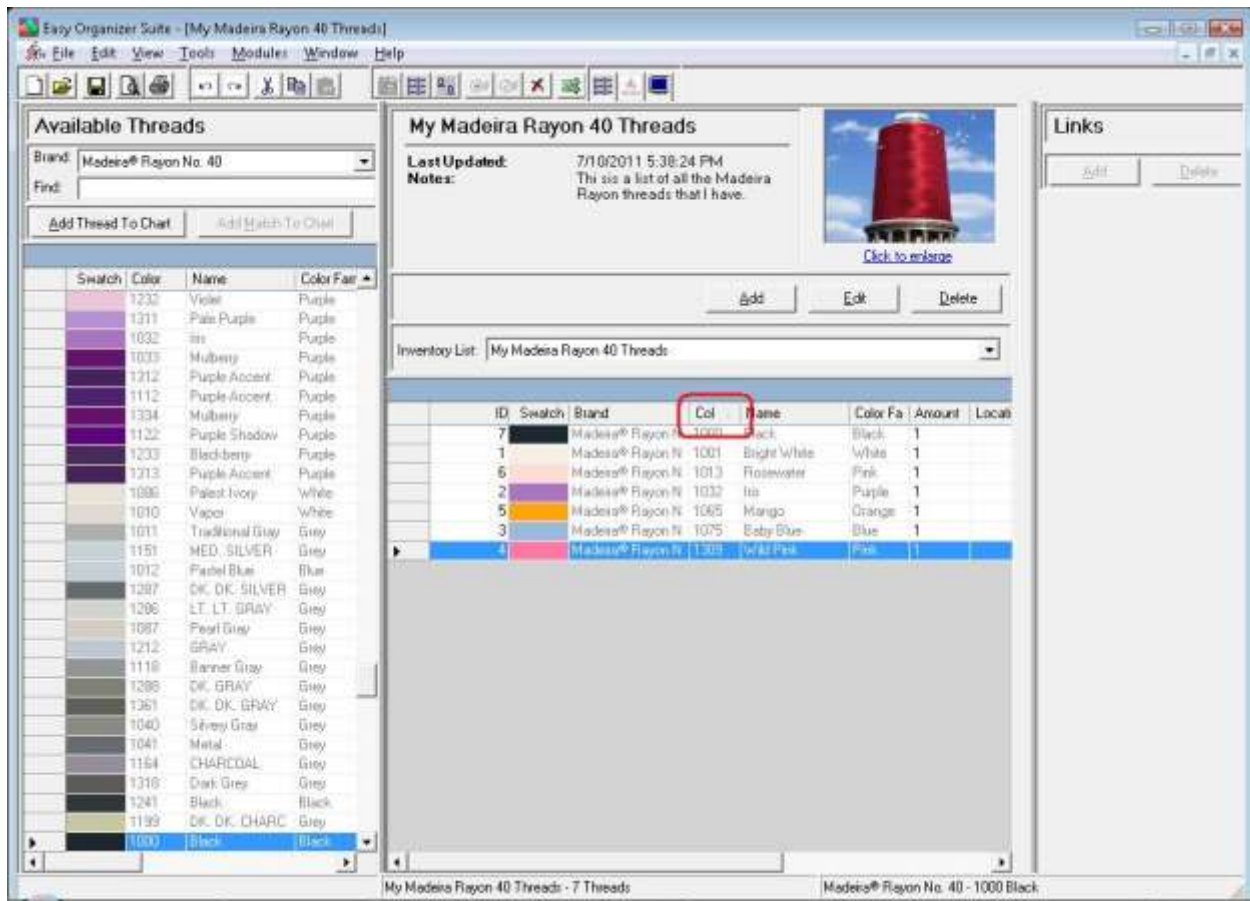 Easy Organizer Suite - [My Madeira Rayon 40 Threads]
File Edit View Tools Modules Window Help
Available Threads
Brand: Madeira® Rayon No. 40
Find:
Add Thread To Chart Add Match To Chart
Swatch Color Name Color Fam
1232 Violet Purple
1311 Pale Purple Purple
1032 Iris Purple
1033 Mulberry Purple
1312 Purple Accent Purple
1112 Purple Accent Purple
1334 Mulberry Purple
1122 Purple Shadow Purple
1233 Blackberry Purple
1313 Purple Accent Purple
1086 Palest Ivory White
1010 Vapor White
1011 Traditional Gray Grey
1151 MED. SILVER Grey
1012 Pastel Blue Blue
1287 DK. DK. SILVER Grey
1286 LT. LT. GRAY Grey
1087 Pearl Gray Grey
1212 GRAY Grey
1118 Banner Gray Grey
1288 DK. GRAY Grey
1361 DK. DK. GRAY Grey
1040 Silvery Gray Grey
1041 Metal Grey
1164 CHARCOAL Grey
1318 Dark Grey Grey
1241 Black Black
1199 DK. DK. CHARC Grey
1000 Black Black
My Madeira Rayon 40 Threads
Last Updated: 7/10/2011 5:38:24 PM
Notes: Thi sis a list of all the Madeira
Rayon threads that I have.
Click to enlarge
Add Edit Delete
Inventory List: My Madeira Rayon 40 Threads
ID Swatch Brand Col Name Color Fa Amount Locati
7 Madeira® Rayon N 1000 Black Black 1
1 Madeira® Rayon N 1001 Bright White White 1
6 Madeira® Rayon N 1013 Rosewater Pink 1
2 Madeira® Rayon N 1032 Iris Purple 1
5 Madeira® Rayon N 1065 Mango Orange 1
3 Madeira® Rayon N 1075 Baby Blue Blue 1
4 Madeira® Rayon N 1309 Wild Pink Pink 1
Links
Add Delete
My Madeira Rayon 40 Threads - 7 Threads
Madeira® Rayon No. 40 - 1000 Black